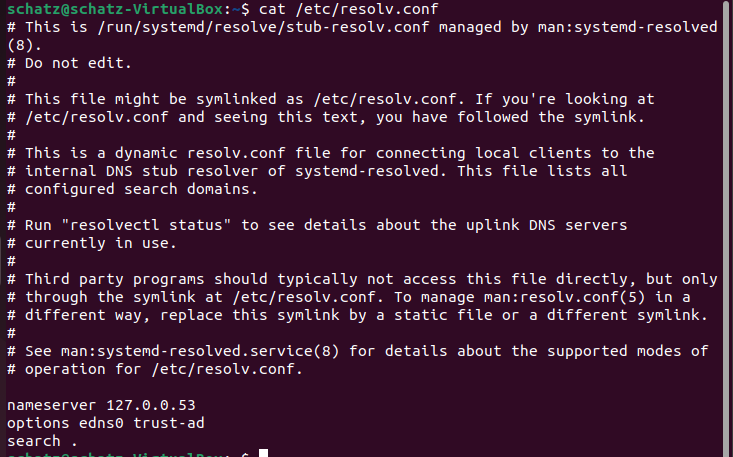 schatz@schatz-VirtualBox:~$ cat /etc/resolv.conf
# This is /run/systemd/resolve/stub-resolv.conf managed by man:systemd-resolved
(8).
# Do not edit.
#
# This file might be symlinked as /etc/resolv.conf. If you're looking at
# /etc/resolv.conf and seeing this text, you have followed the symlink.
#
# This is a dynamic resolv.conf file for connecting local clients to the
# internal DNS stub resolver of systemd-resolved. This file lists all
# configured search domains.
#
# Run "resolvectl status" to see details about the uplink DNS servers
# currently in use.
#
# Third party programs should typically not access this file directly, but only
# through the symlink at /etc/resolv.conf. To manage man:resolv.conf(5) in a
# different way, replace this symlink by a static file or a different symlink.
#
# See man:systemd-resolved.service(8) for details about the supported modes of
# operation for /etc/resolv.conf.

nameserver 127.0.0.53
options edns0 trust-ad
search .
schatz@schatz-VirtualBox:~$